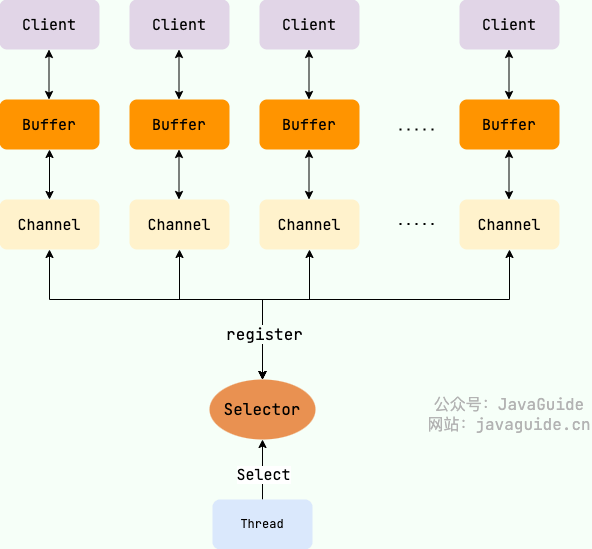 Client Client Client Client
Buffer Buffer Buffer ..... Buffer
Channel Channel Channel ..... Channel
register
Selector
公众号：JavaGuide
网站：javaguide.cn
Select
Thread